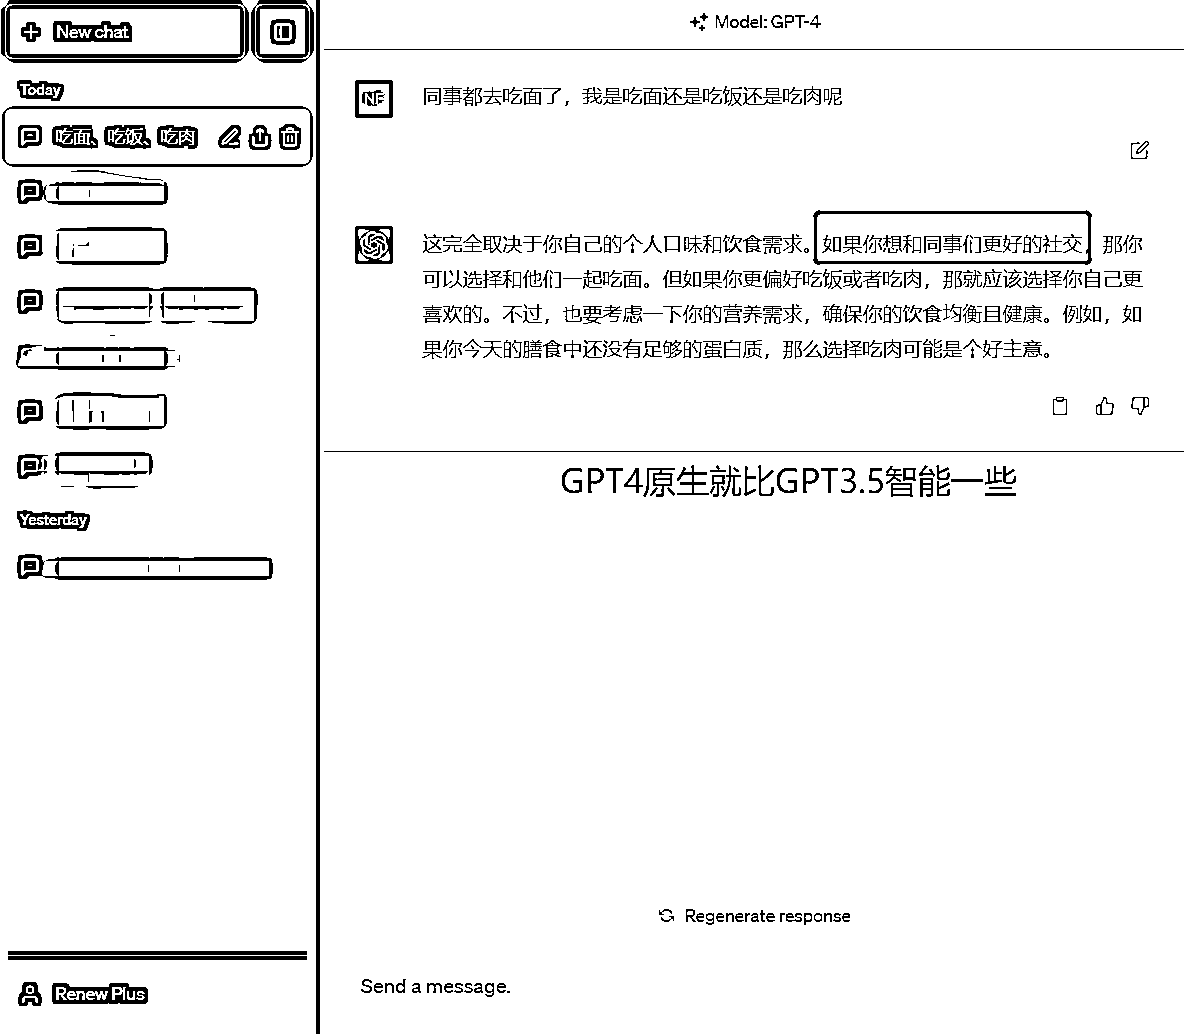 New chat
Today
吃面、吃饭、吃肉
Yesterday
Renew Plus
Model: GPT-4
NF
同事都去吃面了，我是吃面还是吃饭还是吃肉呢
这完全取决于你自己的个人口味和饮食需求。如果你想和同事们更好的社交，那你
可以选择和他们一起吃面。但如果你更偏好吃饭或者吃肉，那就应该选择你自己更
喜欢的。不过，也要考虑一下你的营养需求，确保你的饮食均衡且健康。例如，如
果你今天的膳食中还没有足够的蛋白质，那么选择吃肉可能是个好主意。
GPT4原生就比GPT3.5智能一些
Regenerate response
Send a message.